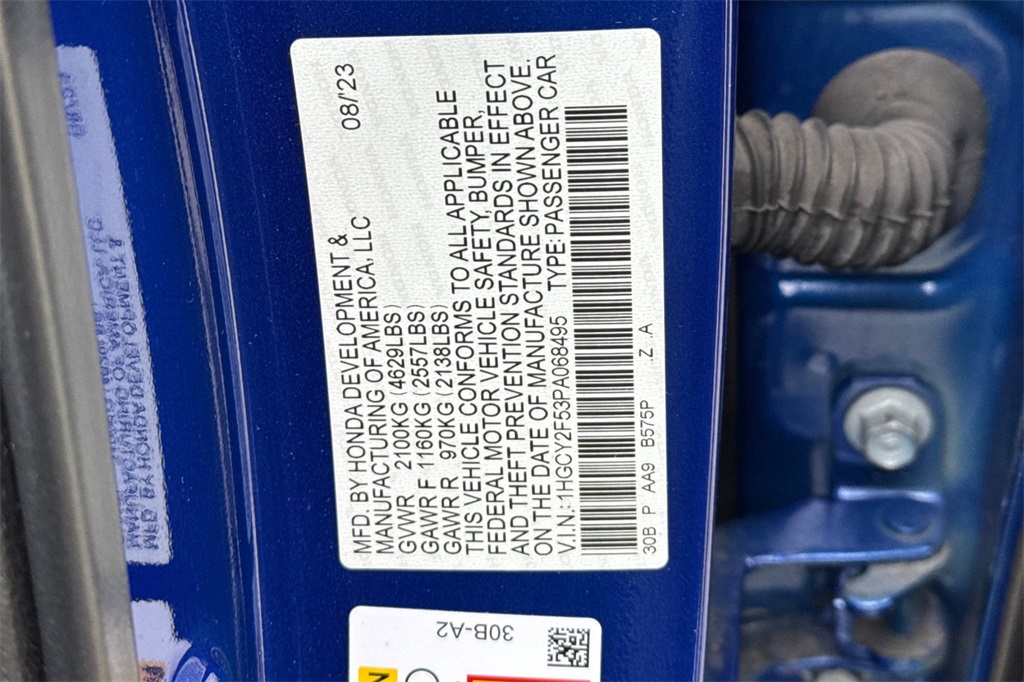 MFD. BY HONDA DEVELOPMENT & 08/'23
MANUFACTURING OF AMERICA, LLC
GVWR 2100KG (4629LBS)
GAWR F 1160KG (2557LBS)
GAWR R 970KG (2138LBS)
THIS VEHICLE CONFORMS TO ALL APPLICABLE
FEDERAL MOTOR VEHICLE SAFETY, BUMPER,
AND THEFT PREVENTION STANDARDS IN EFFECT
ON THE DATE OF MANUFACTURE SHOWN ABOVE.
V.I.N.: 1HGCY2F53PA068495 TYPE: PASSENGER CAR
30B P AA9 B575P .Z .A
30B-A2